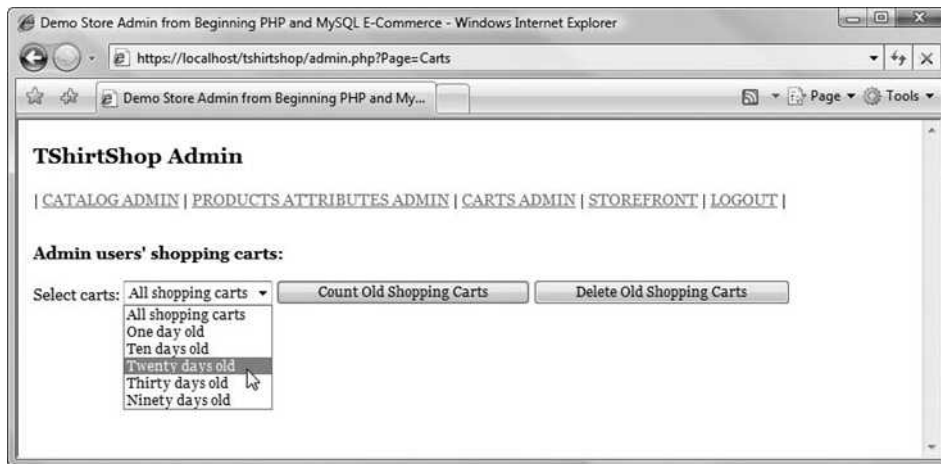 Demo Store Admin from Beginning PHP and MySQL E-Commerce - Windows Internet Explorer
https://localhost/tshirtshop/admin.php?Page=Carts
Demo Store Admin from Beginning PHP and My...
Page
Tools
TShirtShop Admin
| CATALOG ADMIN | PRODUCTS ATTRIBUTES ADMIN | CARTS ADMIN | STOREFRONT | LOGOUT |
Admin users' shopping carts:
Select carts: All shopping carts Count Old Shopping Carts Delete Old Shopping Carts
All shopping carts
One day old
Ten days old
Twenty days old
Thirty days old
Ninety days old